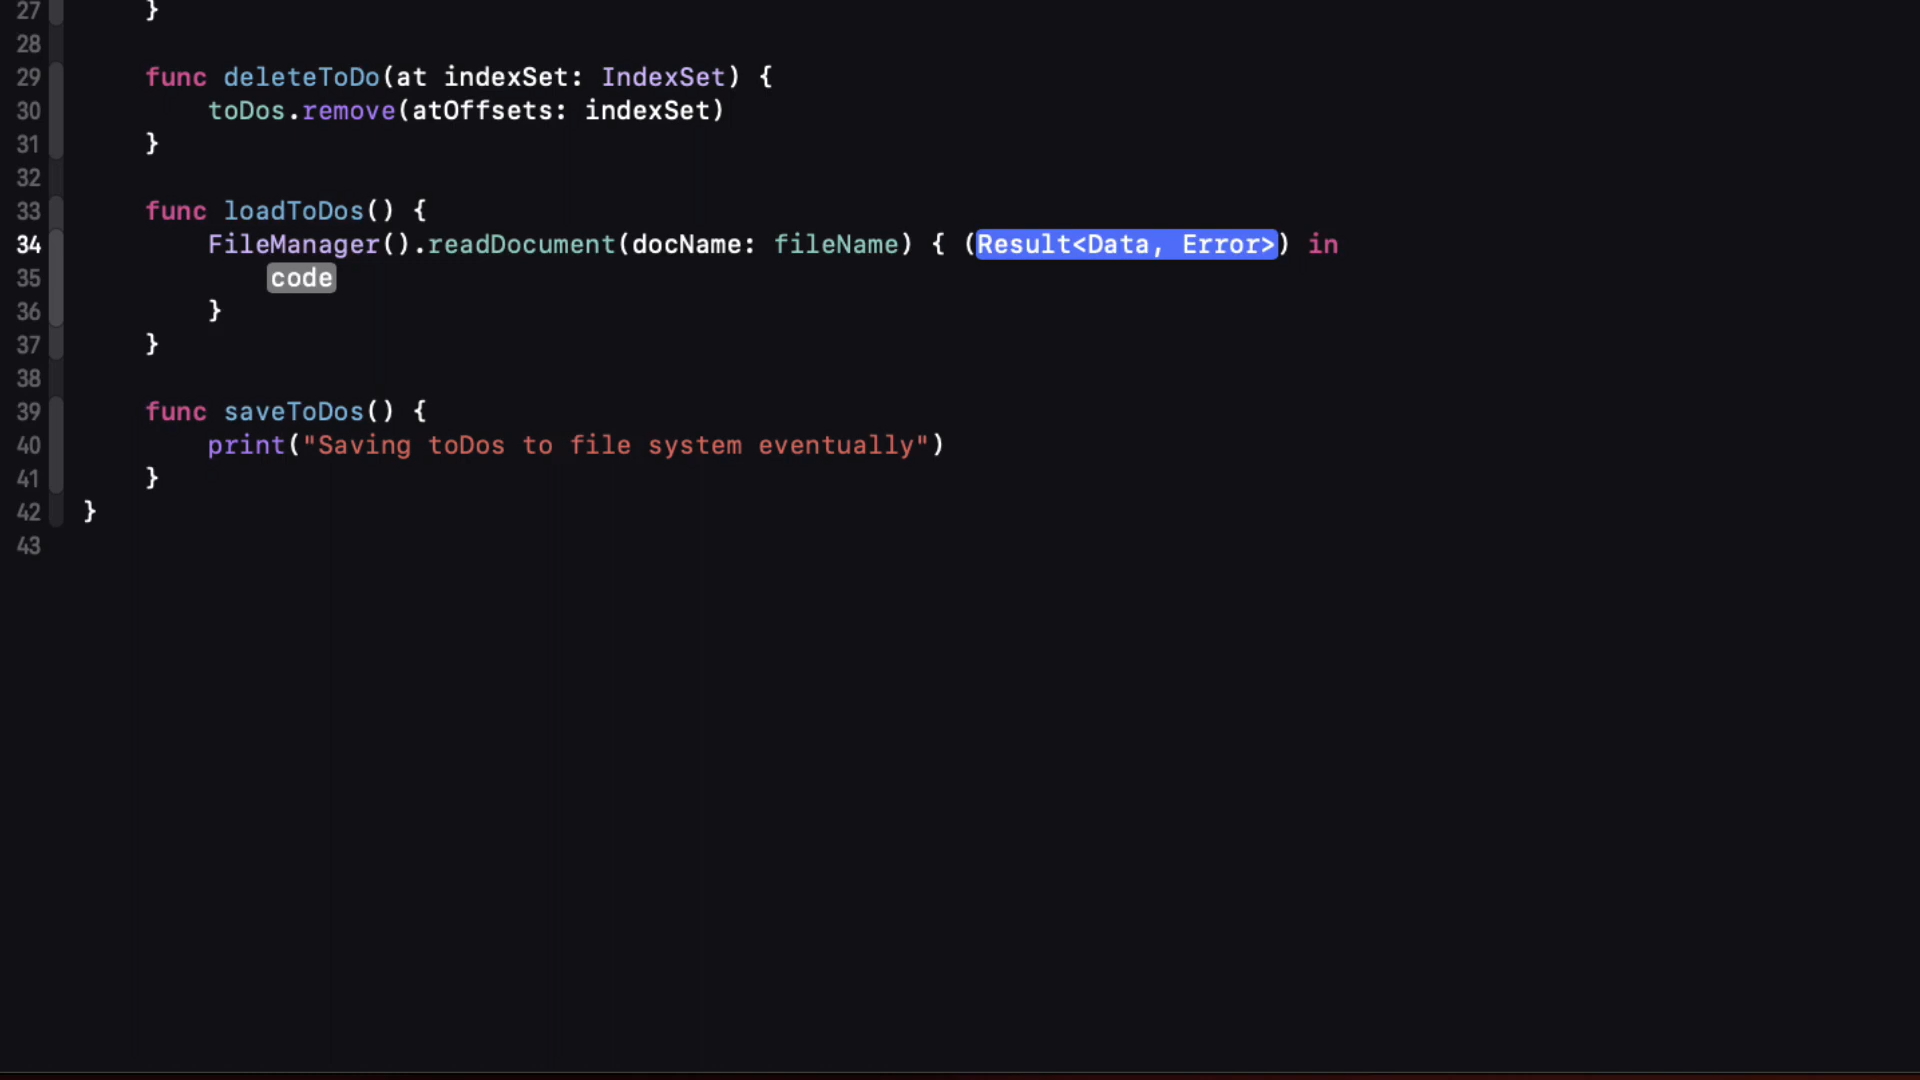 27 }
28
29 func deleteToDo(at indexSet: IndexSet) {
30 toDos.remove(atOffsets: indexSet)
31 }
32
33 func loadToDos() {
34 FileManager().readDocument(docName: fileName) { (Result<Data, Error>) in
35 code
36 }
37 }
38
39 func saveToDos() {
40 print("Saving toDos to file system eventually")
41 }
42 }
43